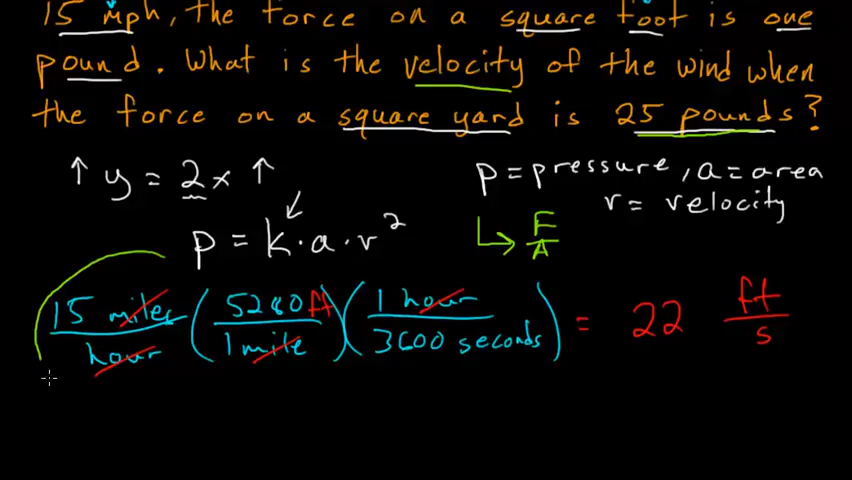 15 mph, the force on a square foot is one
pound. What is the velocity of the wind when
the force on a square yard is 25 pounds?
↑ y = 2x ↑
p = pressure, a = area
v = velocity
p = k·a·v²
F/A
15 miles/hour (5280 ft/1 mile)(1 hour/3600 seconds) = 22 ft/s